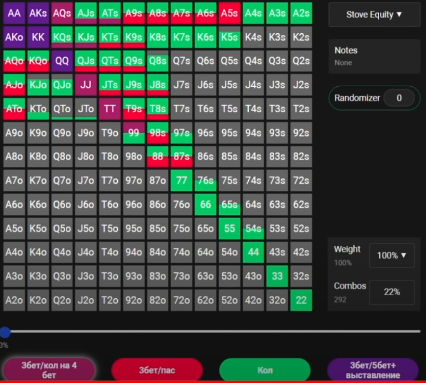 AA AKs AQs AJs ATs A9s A8s A7s A6s A5s A4s A3s A2s
AKo KK KQs KJs KTs K9s K8s K7s K6s K5s K4s K3s K2s
AQo KQo QQ QJs QTs Q9s Q8s Q7s Q6s Q5s Q4s Q3s Q2s
AJo KJo QJo JJ JTs J9s J8s J7s J6s J5s J4s J3s J2s
ATo KTo QTo JTo TT T9s T8s T7s T6s T5s T4s T3s T2s
A9o K9o Q9o J9o T9o 99 98s 97s 96s 95s 94s 93s 92s
A8o K8o Q8o J8o T8o 98o 88 87s 86s 85s 84s 83s 82s
A7o K7o Q7o J7o T7o 97o 87o 77 76s 75s 74s 73s 72s
A6o K6o Q6o J6o T6o 96o 86o 76o 66 65s 64s 63s 62s
A5o K5o Q5o J5o T5o 95o 85o 75o 65o 55 54s 53s 52s
A4o K4o Q4o J4o T4o 94o 84o 74o 64o 54o 44 43s 42s
A3o K3o Q3o J3o T3o 93o 83o 73o 63o 53o 43o 33 32s
A2o K2o Q2o J2o T2o 92o 82o 72o 62o 52o 42o 32o 22
Stove Equity ▼
Notes
None
Randomizer 0
Weight
100%
100% ▼
Combos
292
22%
0%
3бет/кол на 4
бет
3бет/пас
Кол
3бет/5бет+
выставление